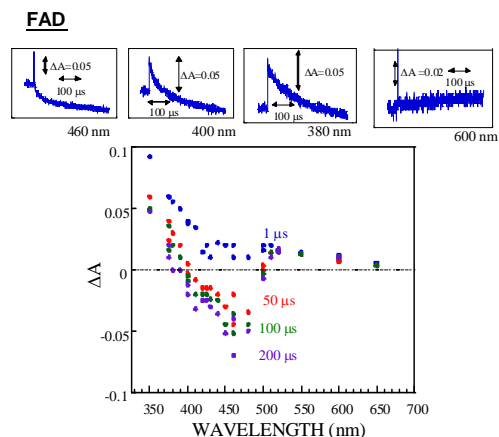 FAD
ΔA=0.05
100 µs
460 nm
ΔA=0.05
100 µs
400 nm
ΔA=0.05
100 µs
380 nm
ΔA=0.02
100 µs
600 nm
0.1
0.05
0
-0.05
-0.1
ΔA
1 µs
50 µs
100 µs
200 µs
350 400 450 500 550 600 650 700
WAVELENGTH (nm)